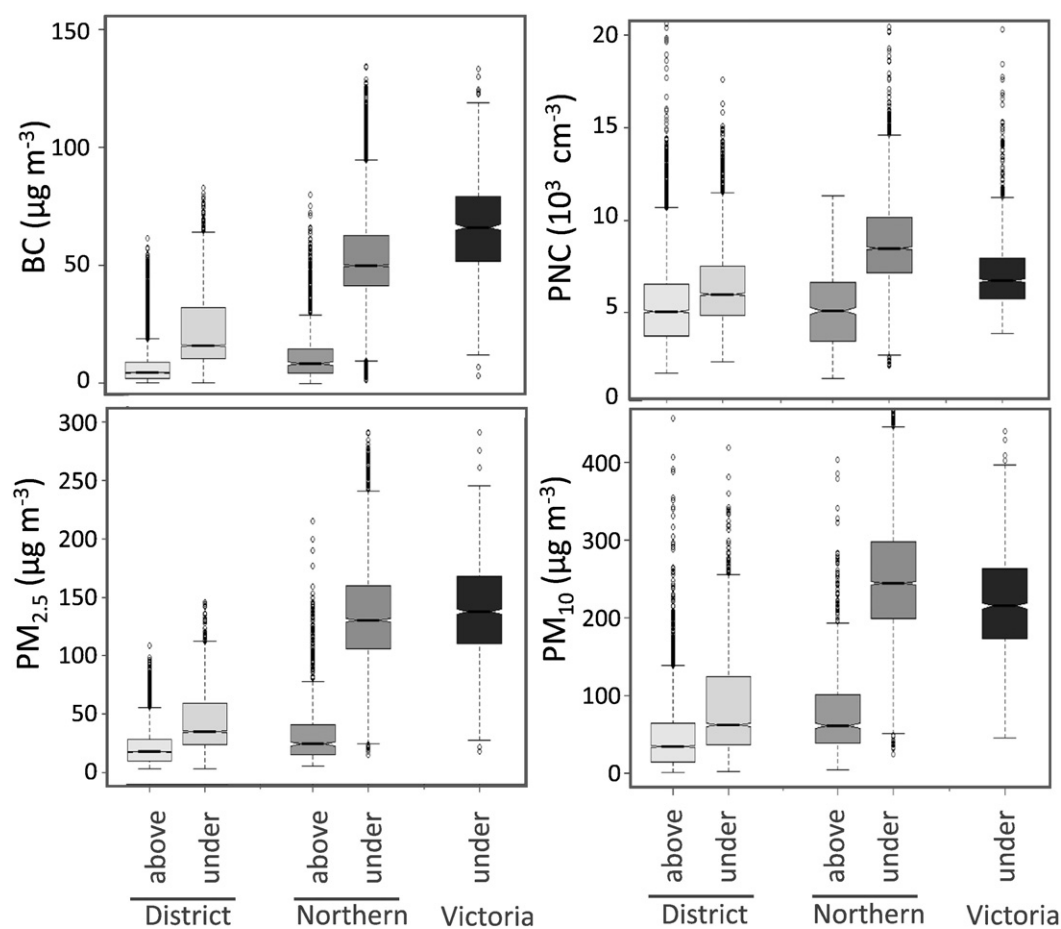 BC (µg m⁻³)
150
100
50
0
PNC (10³ cm⁻³)
20
15
10
5
0
PM₂.₅ (µg m⁻³)
300
250
200
150
100
50
0
PM₁₀ (µg m⁻³)
400
300
200
100
0
above
under
above
under
under
District
Northern
Victoria
above
under
above
under
under
District
Northern
Victoria